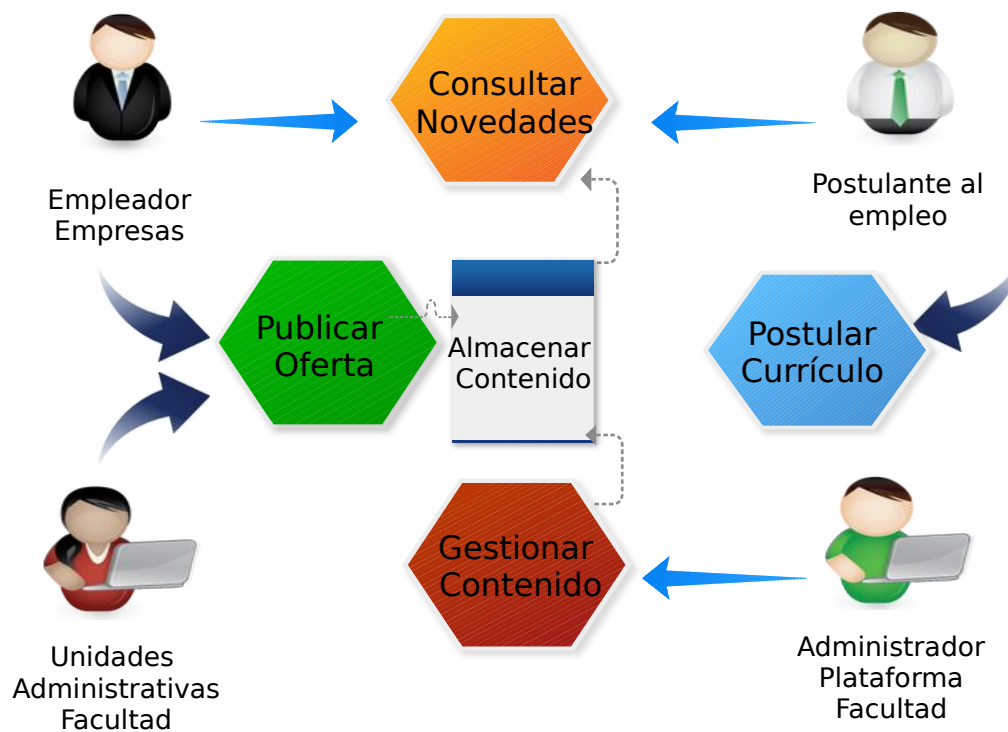 Consultar
Novedades
Empleador
Empresas
Postulante al
empleo
Publicar
Oferta
Almacenar
Contenido
Postular
Currículo
Gestionar
Contenido
Unidades
Administrativas
Facultad
Administrador
Plataforma
Facultad